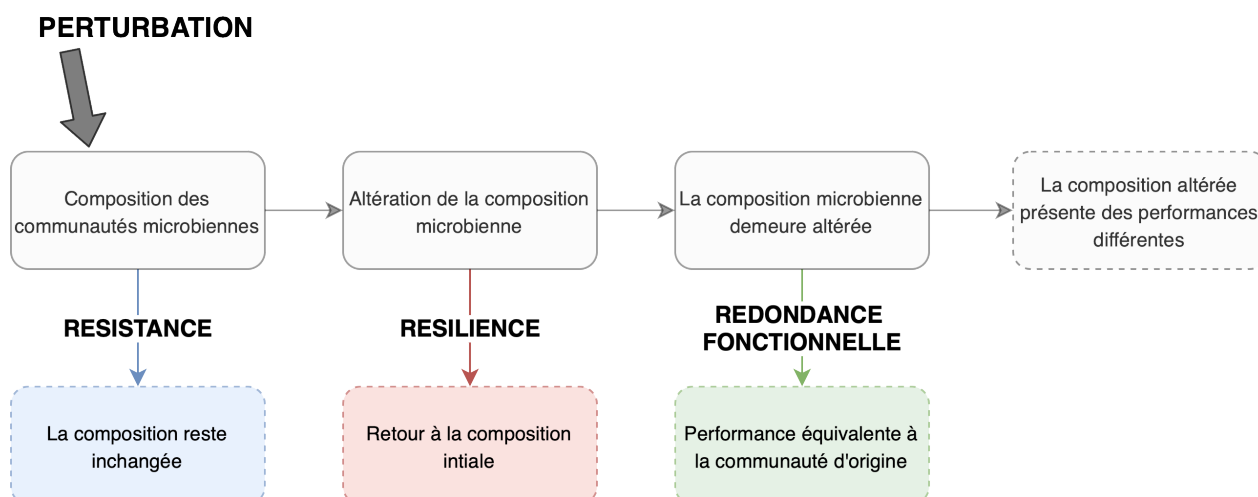 PERTURBATION
Composition des
communautés microbiennes
Altération de la composition
microbienne
La composition microbienne
demeure altérée
La composition altérée
présente des performances
différentes
RESISTANCE
RESILIENCE
REDONDANCE
FONCTIONNELLE
La composition reste
inchangée
Retour à la composition
intiale
Performance équivalente à
la communauté d'origine